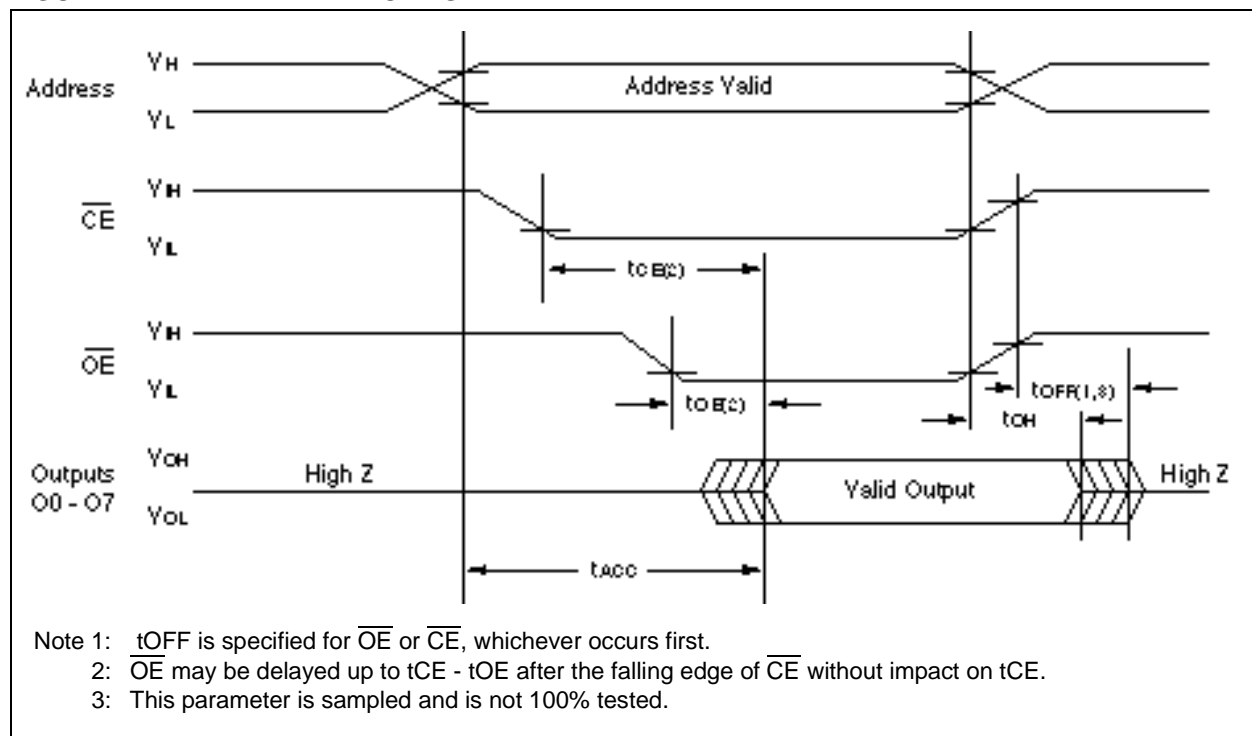 Address
VH
VL
Address Valid
CE
VIH
VIL
tCE(2)
OE
VIH
VIL
tOE(2)
tOFF(1,3)
tOH
Outputs
O0 - O7
VOH
VOL
High Z
Valid Output
High Z
tACC
Note 1: tOFF is specified for OE or CE, whichever occurs first.
2: OE may be delayed up to tCE - tOE after the falling edge of CE without impact on tCE.
3: This parameter is sampled and is not 100% tested.